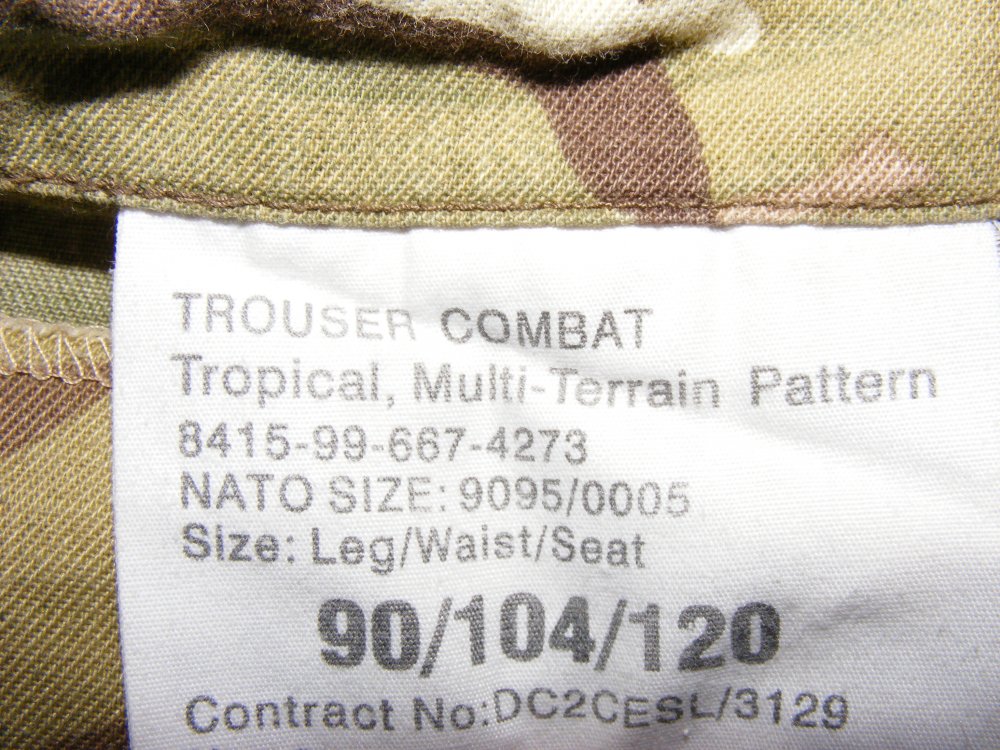 TROUSER COMBAT
Tropical, Multi-Terrain Pattern
8415-99-667-4273
NATO SIZE: 9095/0005
Size: Leg/Waist/Seat
90/104/120
Contract No:DC2CESL/3129